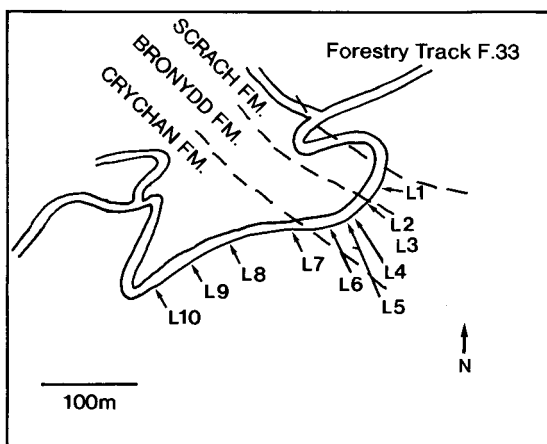 Forestry Track F.33
SCRACH FM.
BRONYDD FM.
CRYCHAN FM.
L1
L2
L3
L4
L5
L6
L7
L8
L9
L10
N
100m